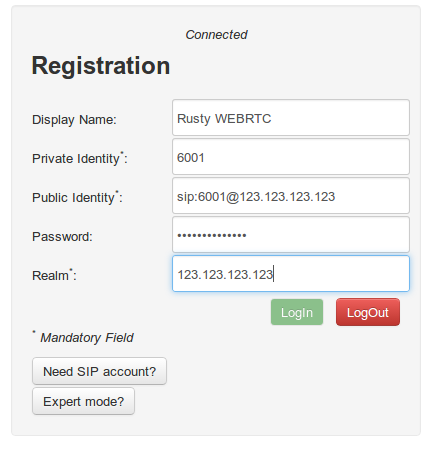 Connected
Registration
Display Name: Rusty WEBRTC
Private Identity*: 6001
Public Identity*: sip:6001@123.123.123.123
Password: ••••••••••••••
Realm*: 123.123.123.123
LogIn LogOut
* Mandatory Field
Need SIP account?
Expert mode?